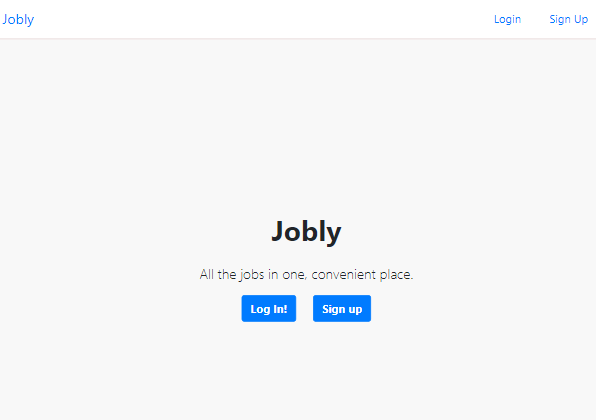 Jobly Login Sign Up
Jobly
All the jobs in one, convenient place.
Log In! Sign up